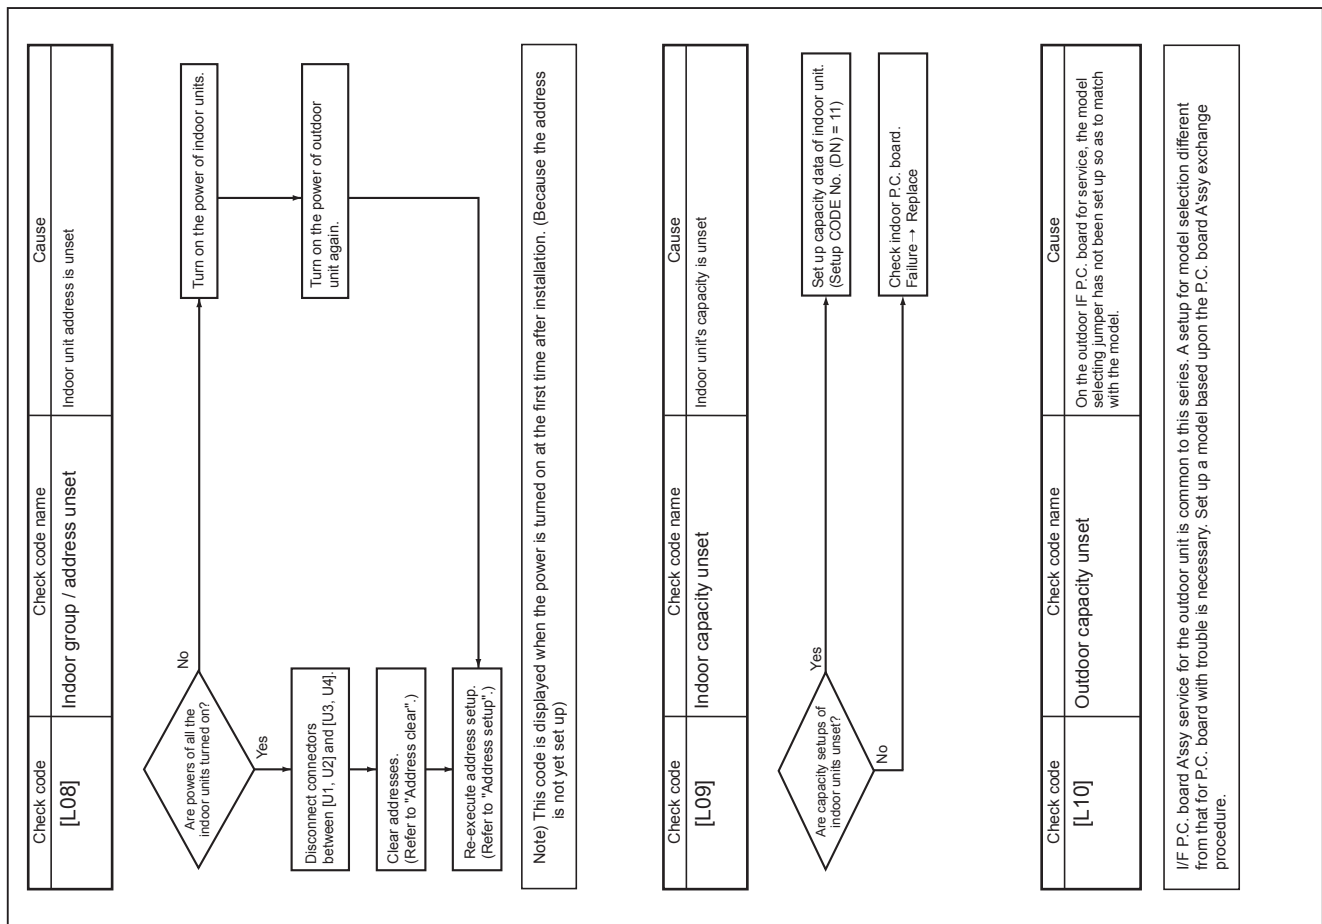 Check code
Check code name
Cause
[L08]
Indoor group / address unset
Indoor unit address is unset
Are powers of all the
indoor units turned on?
No
Turn on the power of indoor units.
Yes
Turn on the power of outdoor
unit again.
Disconnect connectors
between [U1, U2] and [U3, U4].
Clear addresses.
(Refer to "Address clear".)
Re-execute address setup.
(Refer to "Address setup".)
Note) This code is displayed when the power is turned on at the first time after installation. (Because the address
is not yet set up)
Check code
Check code name
Cause
[L09]
Indoor capacity unset
Indoor unit's capacity is unset
Are capacity setups of
indoor units unset?
Yes
Set up capacity data of indoor unit.
(Setup CODE No. (DN) = 11)
No
Check indoor P.C. board.
Failure → Replace
Check code
Check code name
Cause
[L10]
Outdoor capacity unset
On the outdoor IF P.C. board for service, the model
selecting jumper has not been set up so as to match
with the model.
I/F P.C. board A'ssy service for the outdoor unit is common to this series. A setup for model selection different
from that for P.C. board with trouble is necessary. Set up a model based upon the P.C. board A'ssy exchange
procedure.